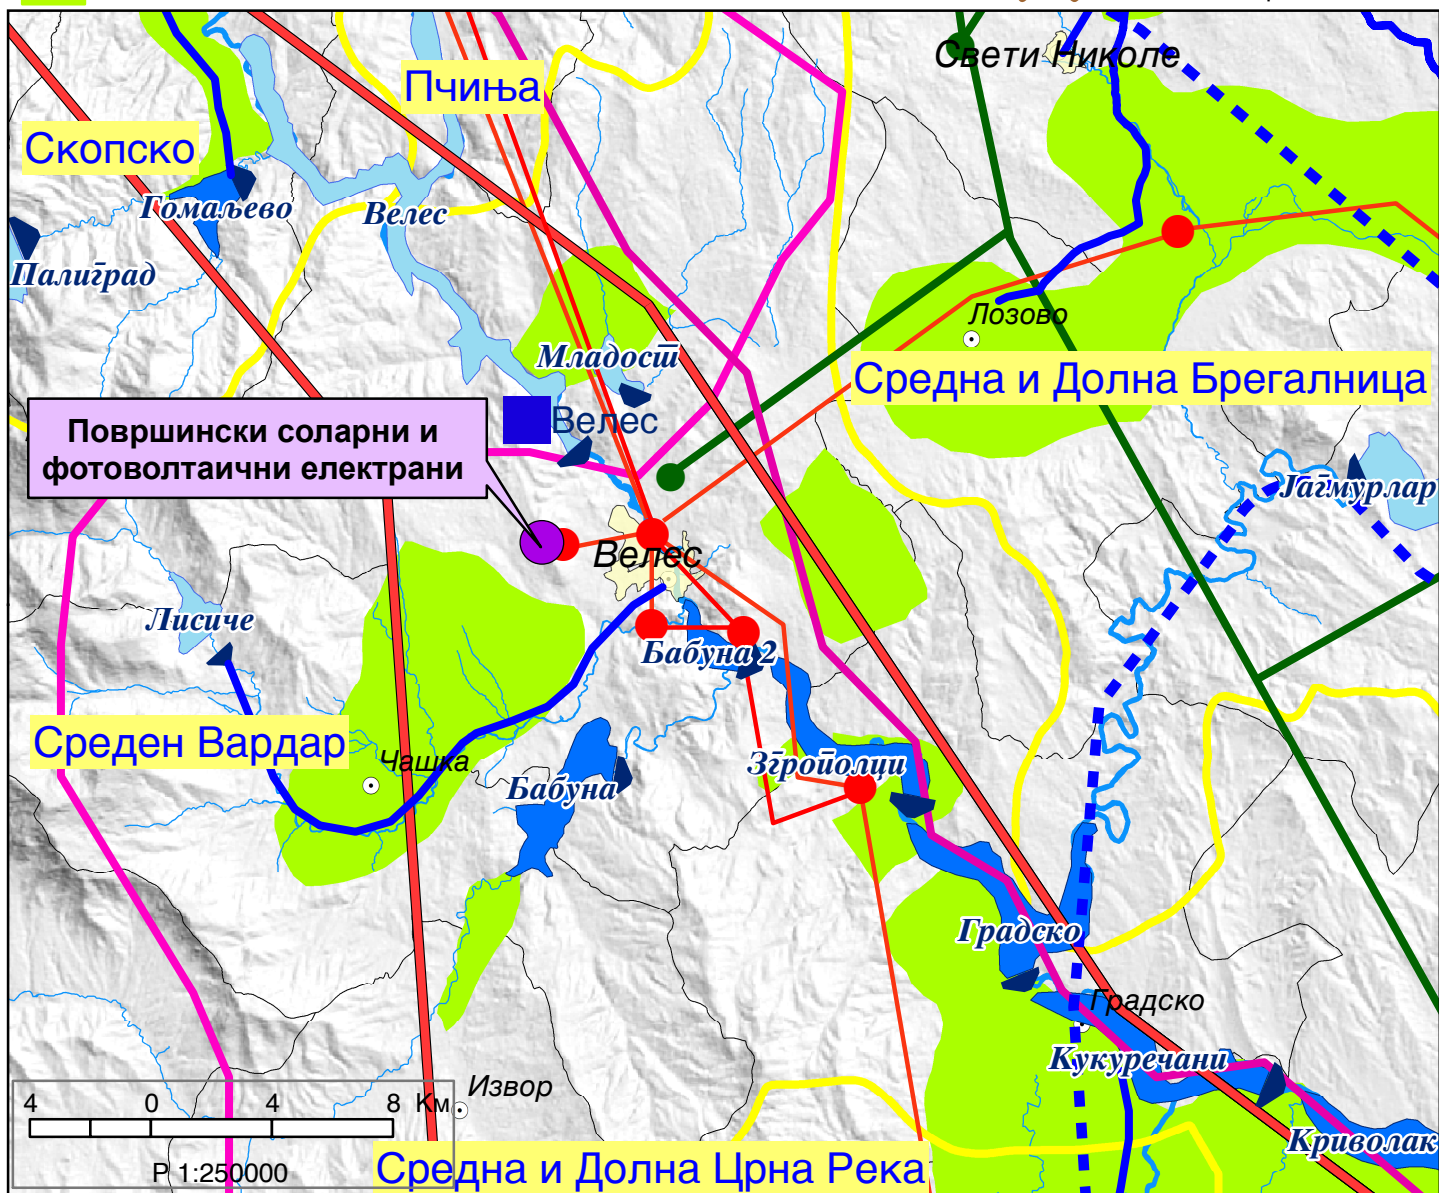 Свети Николе
Пчиња
Скопско
Гомаљево
Велес
Палиград
Лозово
Младост
Средна и Долна Брегалница
Велес
Површински соларни и
фотоволтаични електрани
Јагмурлар
Велес
Лисиче
Бабуна 2
Среден Вардар
Чашка
Згрополци
Бабуна
Градско
Градско
Кукуречани
Извор
4 0 4 8 Км
Р 1:250000
Криволак
Средна и Долна Црна Река